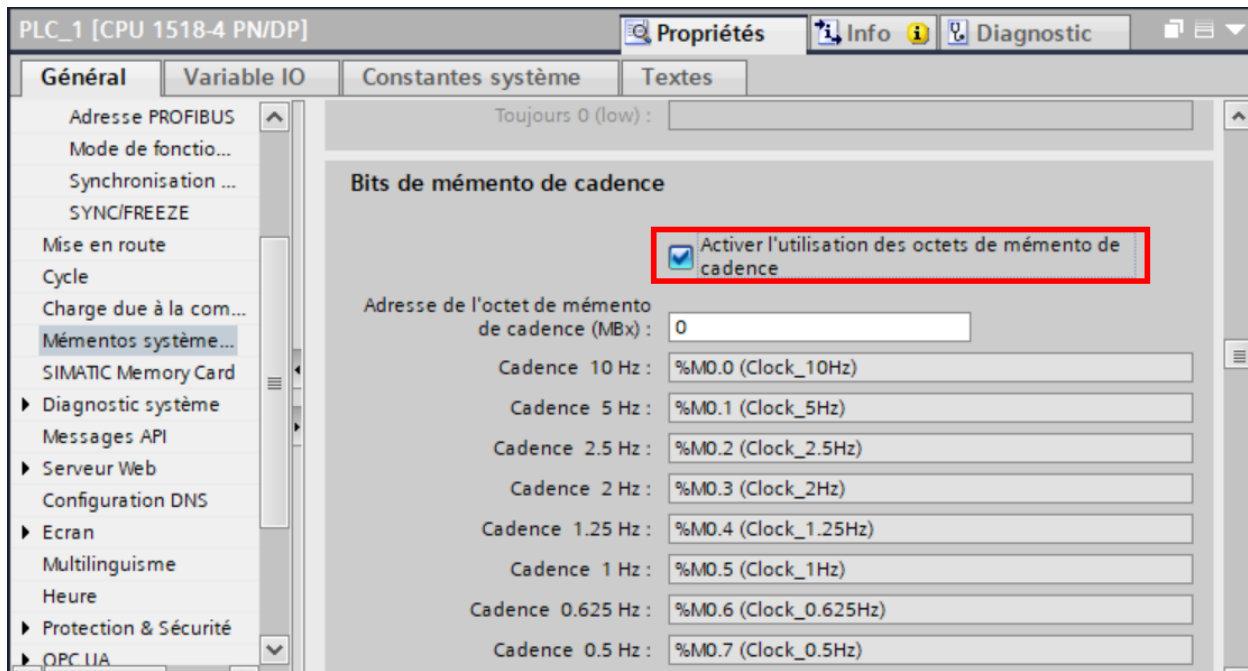 PLC_1 [CPU 1518-4 PN/DP]
Propriétés
Info
Diagnostic
Général
Variable IO
Constantes système
Textes
Adresse PROFIBUS
Mode de fonctio...
Synchronisation ...
SYNC/FREEZE
Mise en route
Cycle
Charge due à la com...
Mémentos système...
SIMATIC Memory Card
Diagnostic système
Messages API
Serveur Web
Configuration DNS
Ecran
Multilinguisme
Heure
Protection & Sécurité
OPC UA
Toujours 0 (low) :
Bits de mémento de cadence
Activer l'utilisation des octets de mémento de
cadence
Adresse de l'octet de mémento
de cadence (MBx) : 0
Cadence 10 Hz : %M0.0 (Clock_10Hz)
Cadence 5 Hz : %M0.1 (Clock_5Hz)
Cadence 2.5 Hz : %M0.2 (Clock_2.5Hz)
Cadence 2 Hz : %M0.3 (Clock_2Hz)
Cadence 1.25 Hz : %M0.4 (Clock_1.25Hz)
Cadence 1 Hz : %M0.5 (Clock_1Hz)
Cadence 0.625 Hz : %M0.6 (Clock_0.625Hz)
Cadence 0.5 Hz : %M0.7 (Clock_0.5Hz)